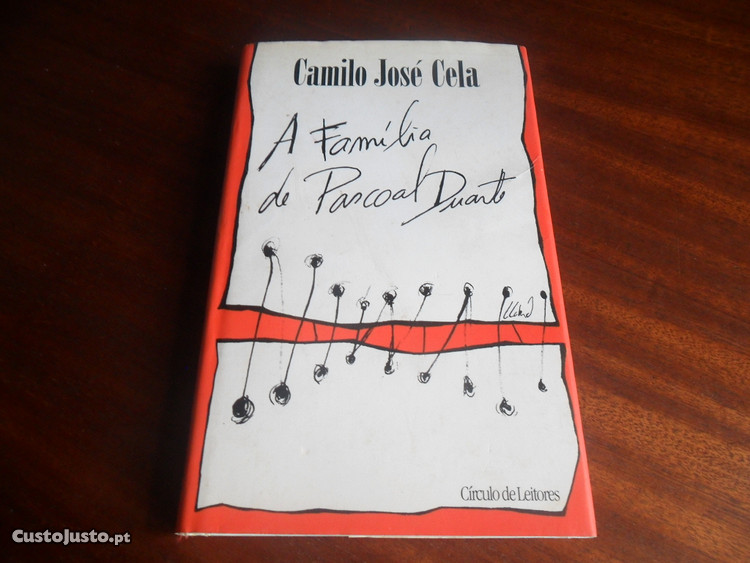 Camilo José Cela
A Família
de Pascoal Duarte
Círculo de Leitores
CustoJusto.pt